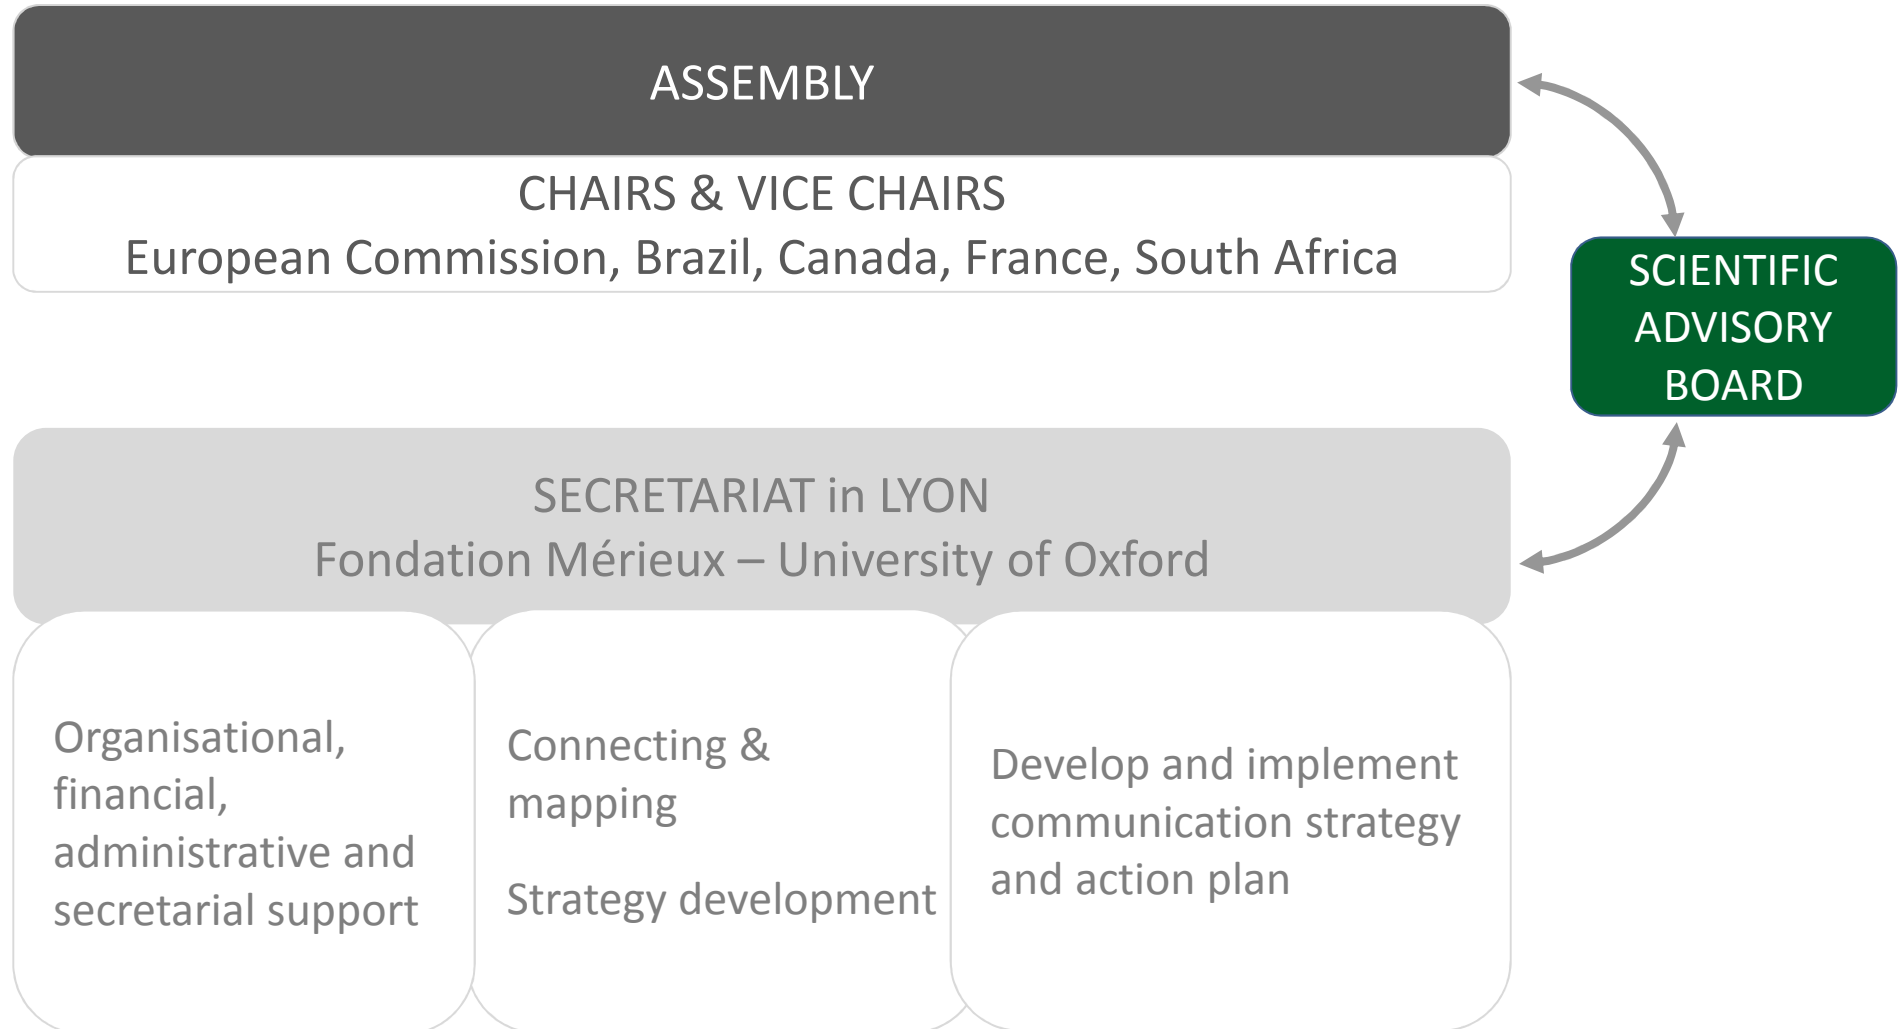 ASSEMBLY
CHAIRS & VICE CHAIRS
European Commission, Brazil, Canada, France, South Africa
SCIENTIFIC
ADVISORY
BOARD
SECRETARIAT in LYON
Fondation Mérieux – University of Oxford
Organisational,
financial,
administrative and
secretarial support
Connecting &
mapping
Strategy development
Develop and implement
communication strategy
and action plan